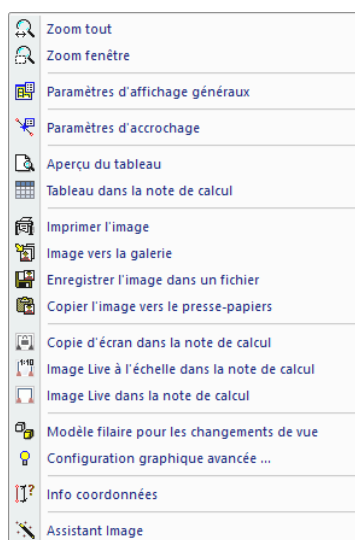 Zoom tout
Zoom fenêtre
Paramètres d'affichage généraux
Paramètres d'accrochage
Aperçu du tableau
Tableau dans la note de calcul
Imprimer l'image
Image vers la galerie
Enregistrer l'image dans un fichier
Copier l'image vers le presse-papiers
Copie d'écran dans la note de calcul
1:10
Image Live à l'échelle dans la note de calcul
Image Live dans la note de calcul
Modèle filaire pour les changements de vue
Configuration graphique avancée ...
Info coordonnées
Assistant Image